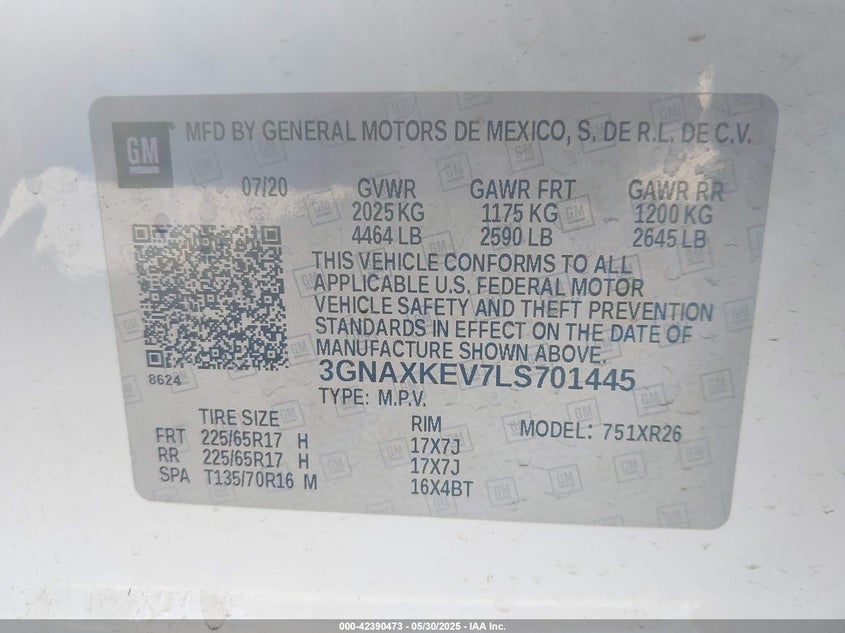 GM ® MFD BY GENERAL MOTORS DE MEXICO, S. DE R.L. DE C.V.
07/20 GVWR GAWR FRT GAWR RR
2025 KG 1175 KG 1200 KG
4464 LB 2590 LB 2645 LB
THIS VEHICLE CONFORMS TO ALL
APPLICABLE U.S. FEDERAL MOTOR
VEHICLE SAFETY AND THEFT PREVENTION
STANDARDS IN EFFECT ON THE DATE OF
MANUFACTURE SHOWN ABOVE.
8624 3GNAXKEV7LS701445
TYPE: M.P.V.
TIRE SIZE RIM MODEL: 751XR26
FRT 225/65R17 H 17X7J
RR 225/65R17 H 17X7J
SPA T135/70R16 M 16X4BT
000-42390473 — 05/30/2025 - IAA Inc.